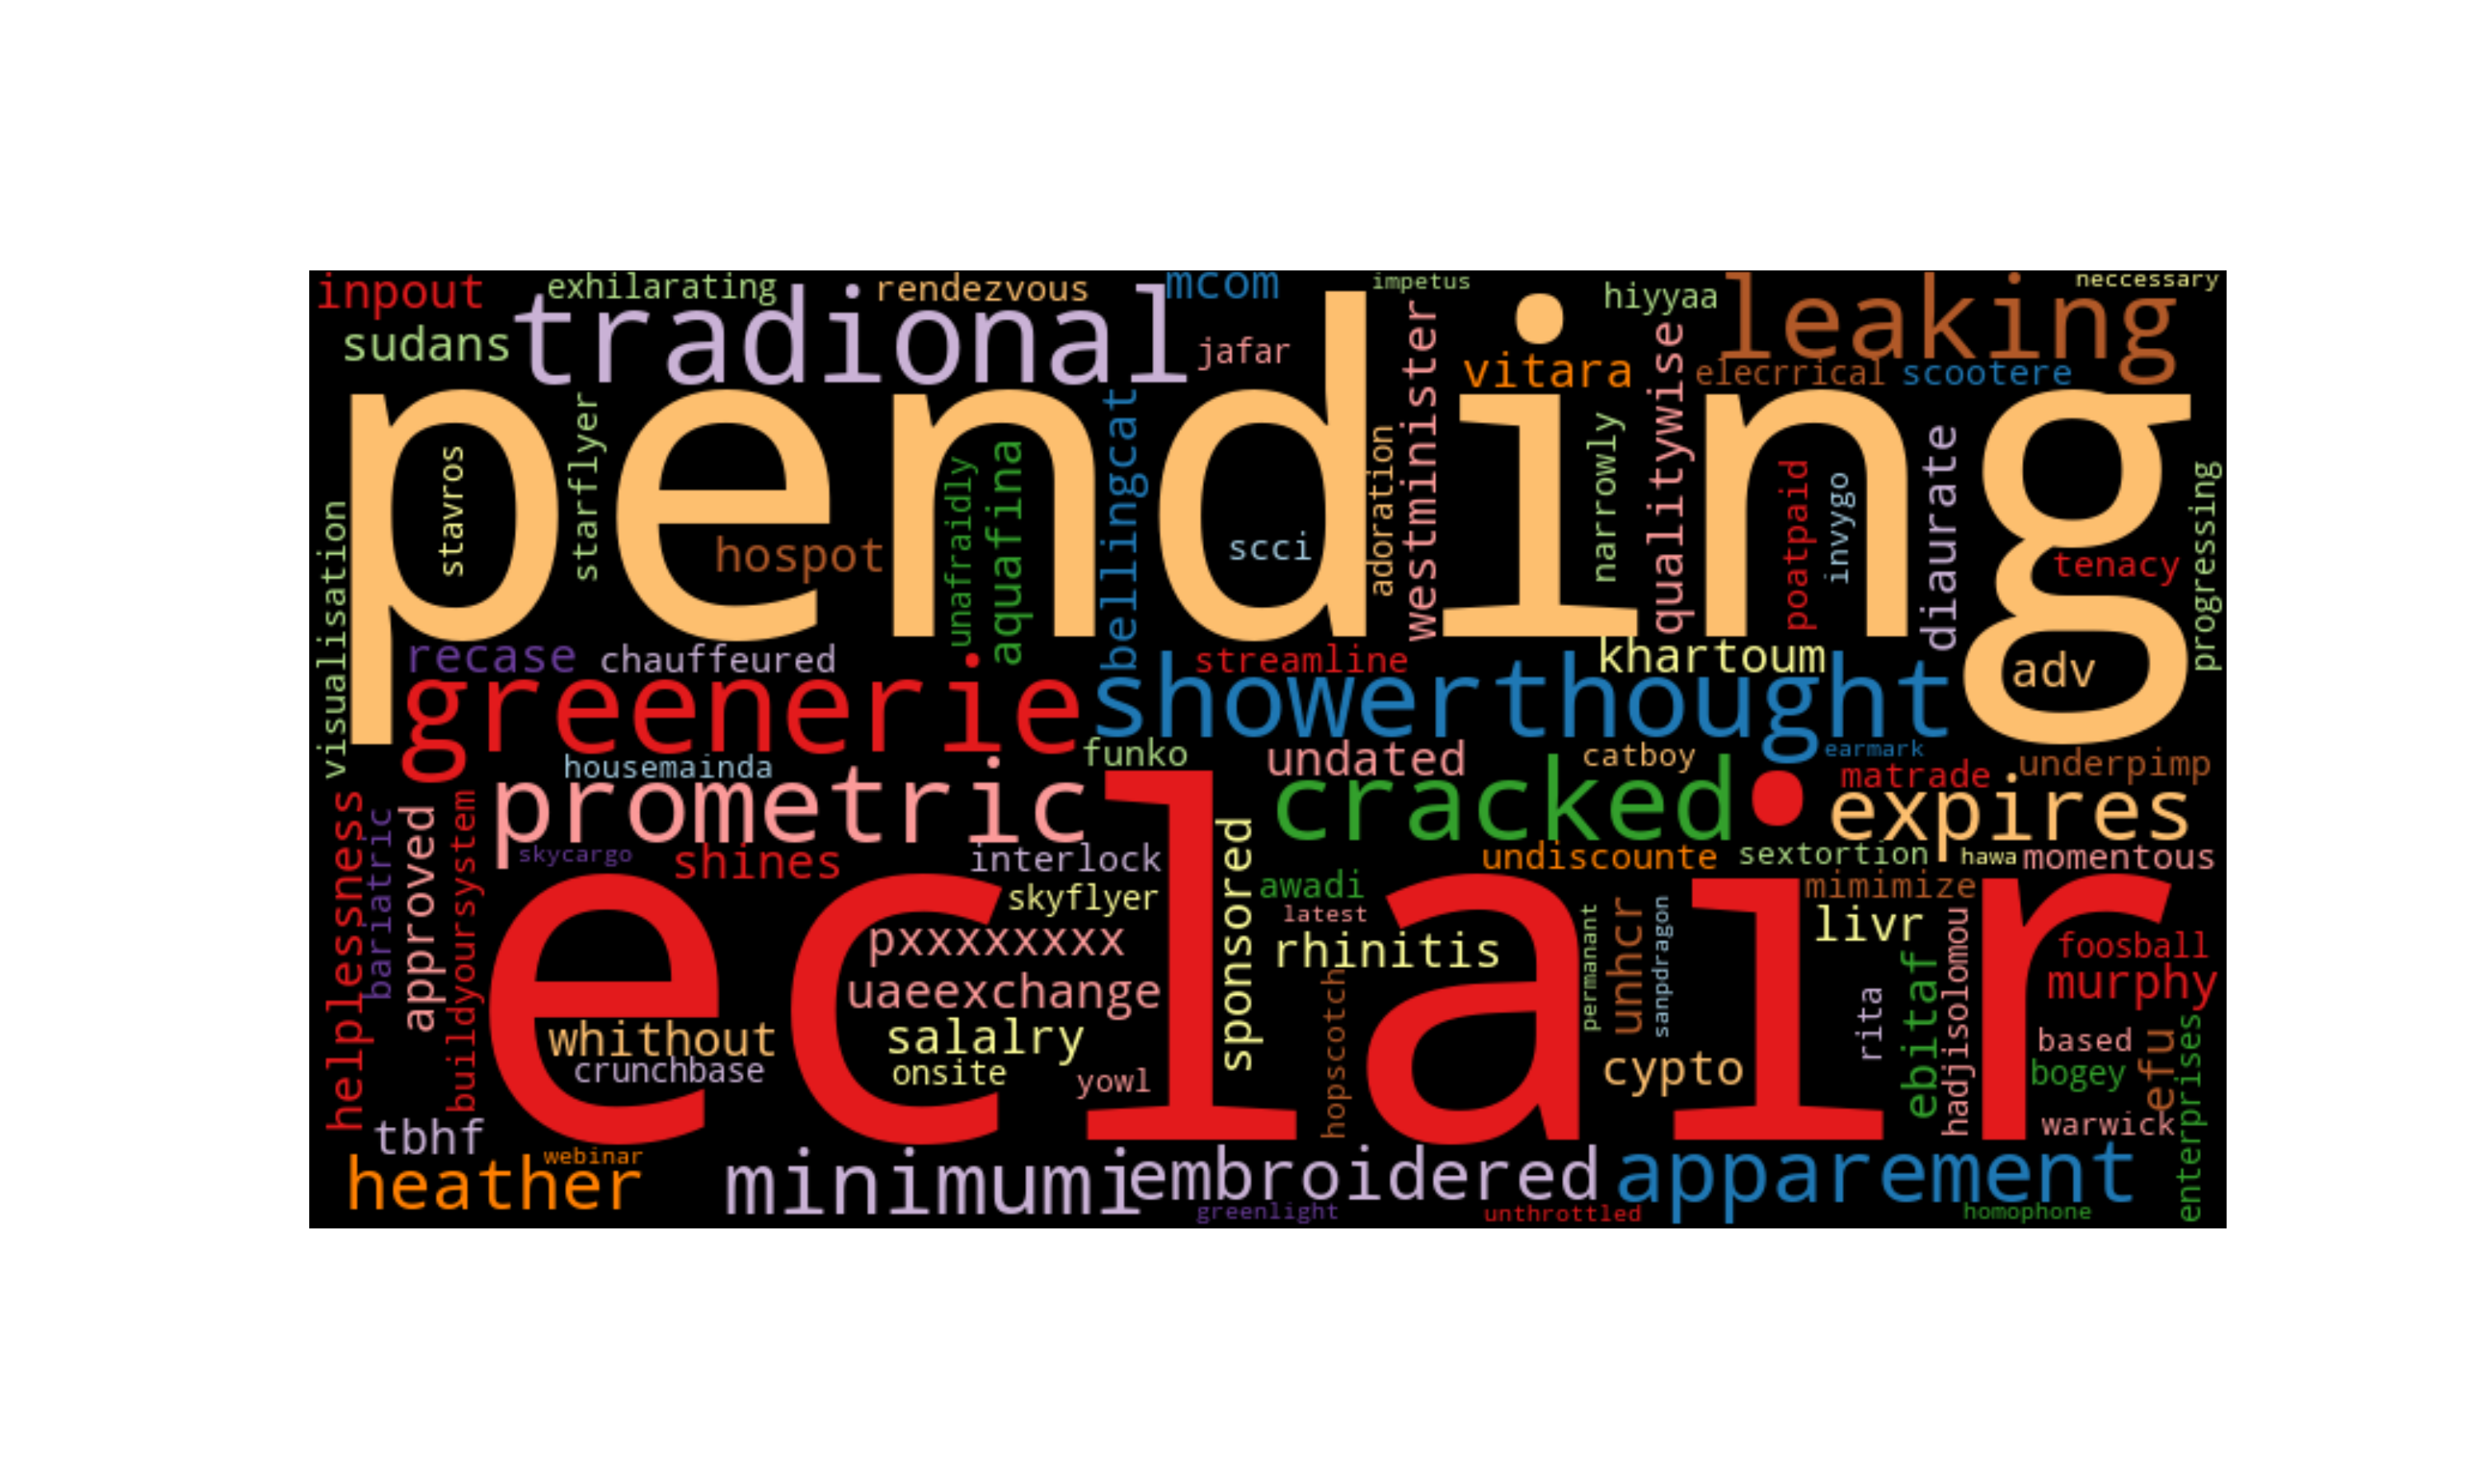 inpout
exhilarating
rendezvous
mcom
impetus
hiyyaa
leaking
neccessary
sudans
tradional
jafar
westmininister
vitara
qualitywise
elecrrical
scootere
pending
visualisation
stavros
starflyer
hospot
unafraidly
aquafina
bellingcat
scci
adoration
narrowly
poatpaid
invygo
diaurate
tenacy
progressing
recase
chauffeured
streamline
khartoum
adv
greenerie
showerthought
housemainda
funko
undated
catboy
earmark
matrade
underpimp
prometric
cracked
expires
helplessness
bariatric
approved
buildyoursystem
skycargo
shines
interlock
sponsored
undiscounte
sextortion
hawa
momentous
eclair
skyflyer
awadi
mimimize
latest
pxxxxxxxx
rhinitis
permanant
unhcr
sanpdragon
livr
hadjisolomou
foosball
uaeexchange
hopscotch
murphy
whithout
salalry
rita
ebitaf
based
efu
enterprises
crunchbase
onsite
yowl
cypto
bogey
tbhf
warwick
heather
webinar
minimumi
embroidered
apparement
greenlight
unthrottled
homophone